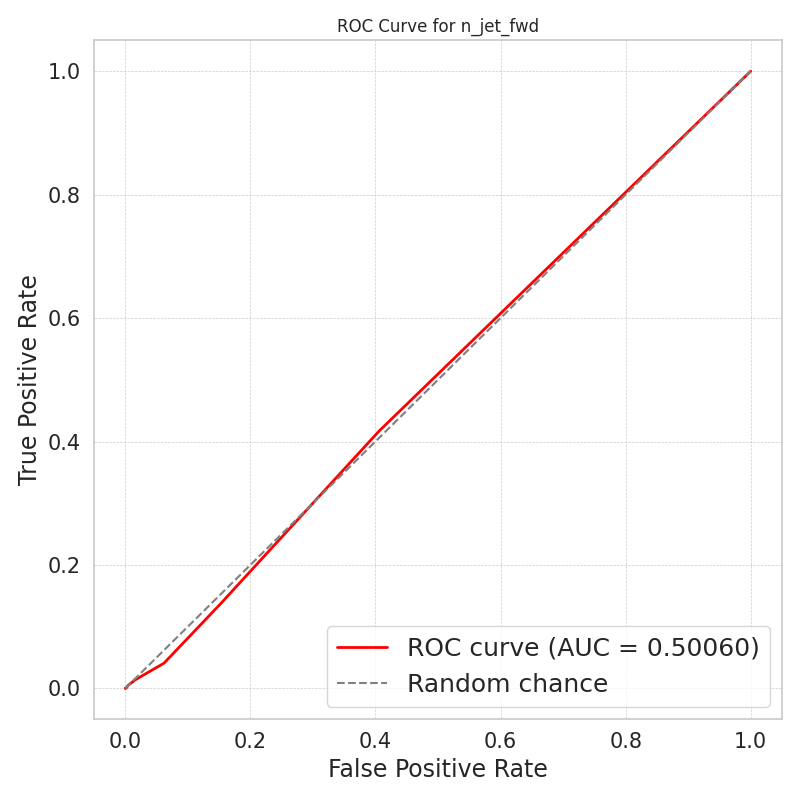 ROC Curve for n_jet_fwd
1.0
0.8
0.6
0.4
0.2
0.0
True Positive Rate
ROC curve (AUC = 0.50060)
Random chance
0.0 0.2 0.4 0.6 0.8 1.0
False Positive Rate